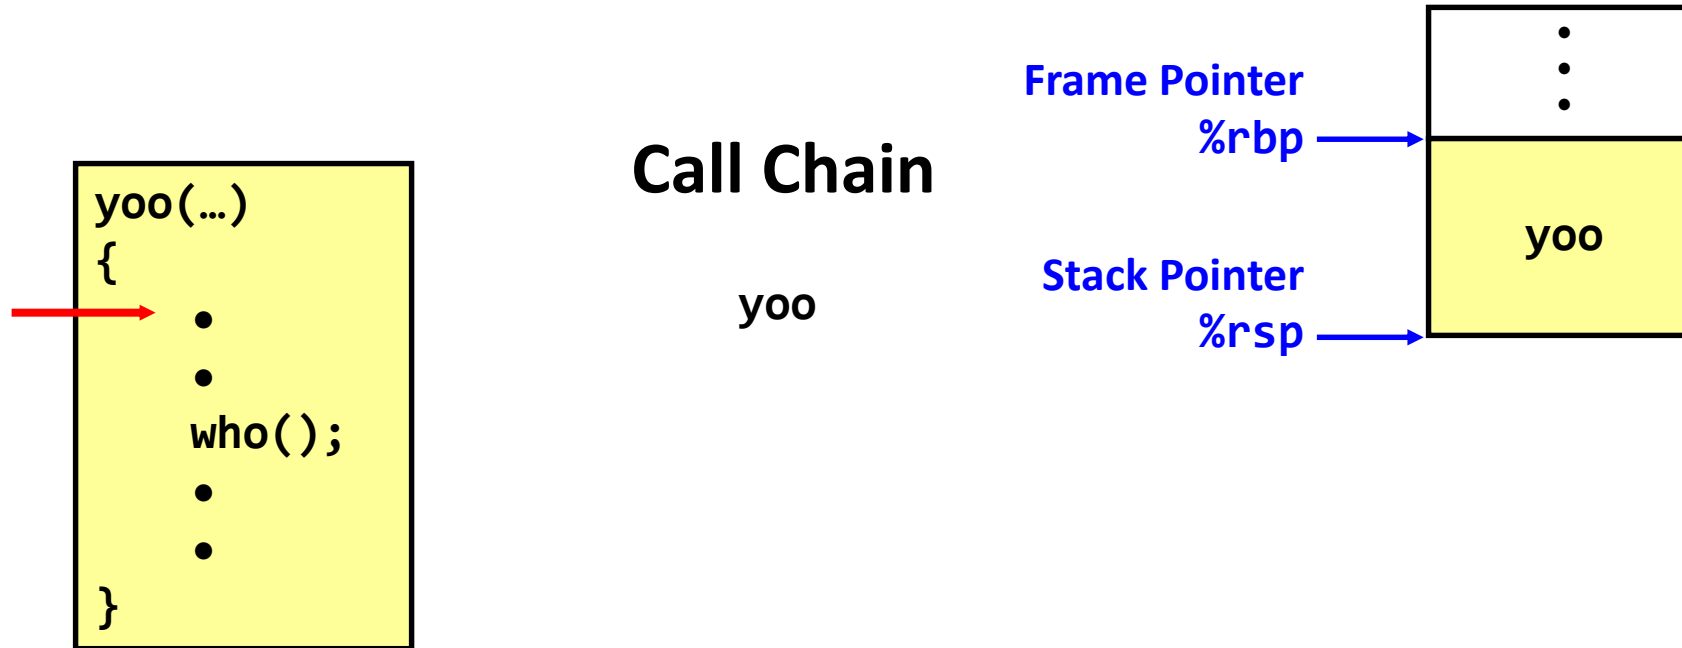 yoo(…)
{
•
•
who();
•
•
}
Call Chain
yoo
Frame Pointer
%rbp
Stack Pointer
%rsp
•
•
•
yoo